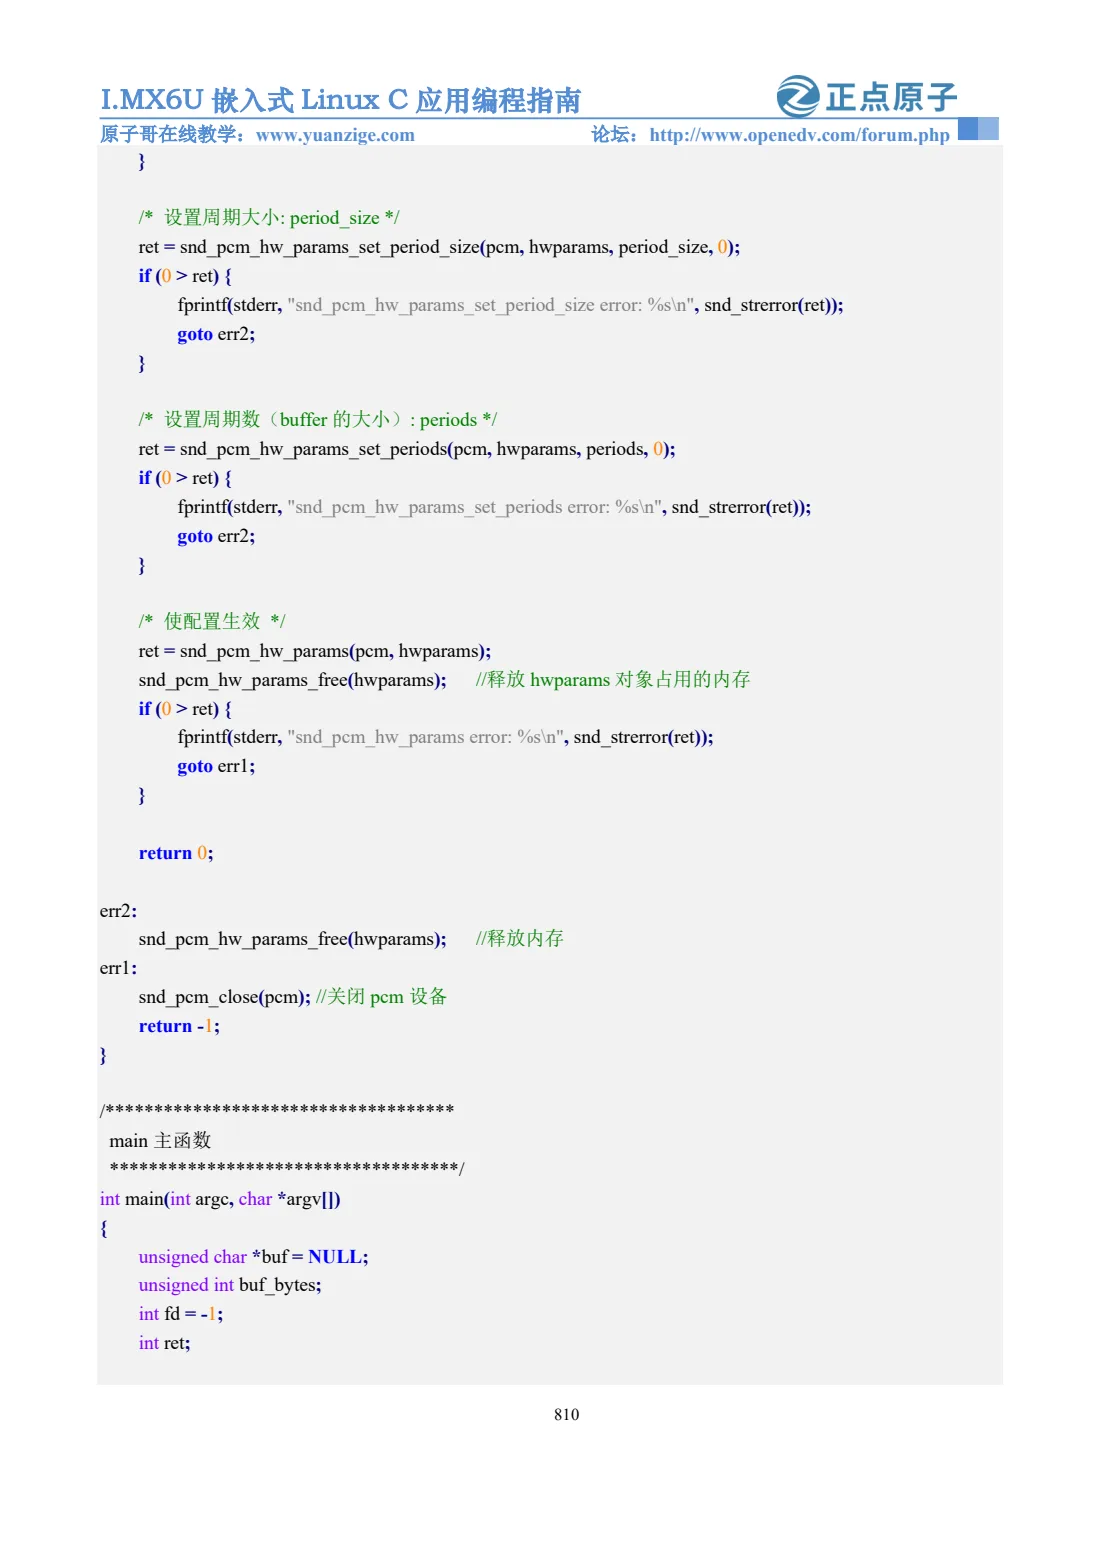 I.MX6U 嵌入式 Linux C 应用编程指南
正点原子
原子哥在线教学：www.yuanzige.com 论坛：http://www.openedv.com/forum.php
}
/* 设置周期大小: period_size */
ret = snd_pcm_hw_params_set_period_size(pcm, hwparams, period_size, 0);
if (0 > ret) {
fprintf(stderr, "snd_pcm_hw_params_set_period_size error: %s\n", snd_strerror(ret));
goto err2;
}
/* 设置周期数（buffer 的大小）: periods */
ret = snd_pcm_hw_params_set_periods(pcm, hwparams, periods, 0);
if (0 > ret) {
fprintf(stderr, "snd_pcm_hw_params_set_periods error: %s\n", snd_strerror(ret));
goto err2;
}
/* 使配置生效 */
ret = snd_pcm_hw_params(pcm, hwparams);
snd_pcm_hw_params_free(hwparams); //释放 hwparams 对象占用的内存
if (0 > ret) {
fprintf(stderr, "snd_pcm_hw_params error: %s\n", snd_strerror(ret));
goto err1;
}
return 0;
err2:
snd_pcm_hw_params_free(hwparams); //释放内存
err1:
snd_pcm_close(pcm); //关闭 pcm 设备
return -1;
}
/************************************
main 主函数
************************************/
int main(int argc, char *argv[])
{
unsigned char *buf = NULL;
unsigned int buf_bytes;
int fd = -1;
int ret;
810